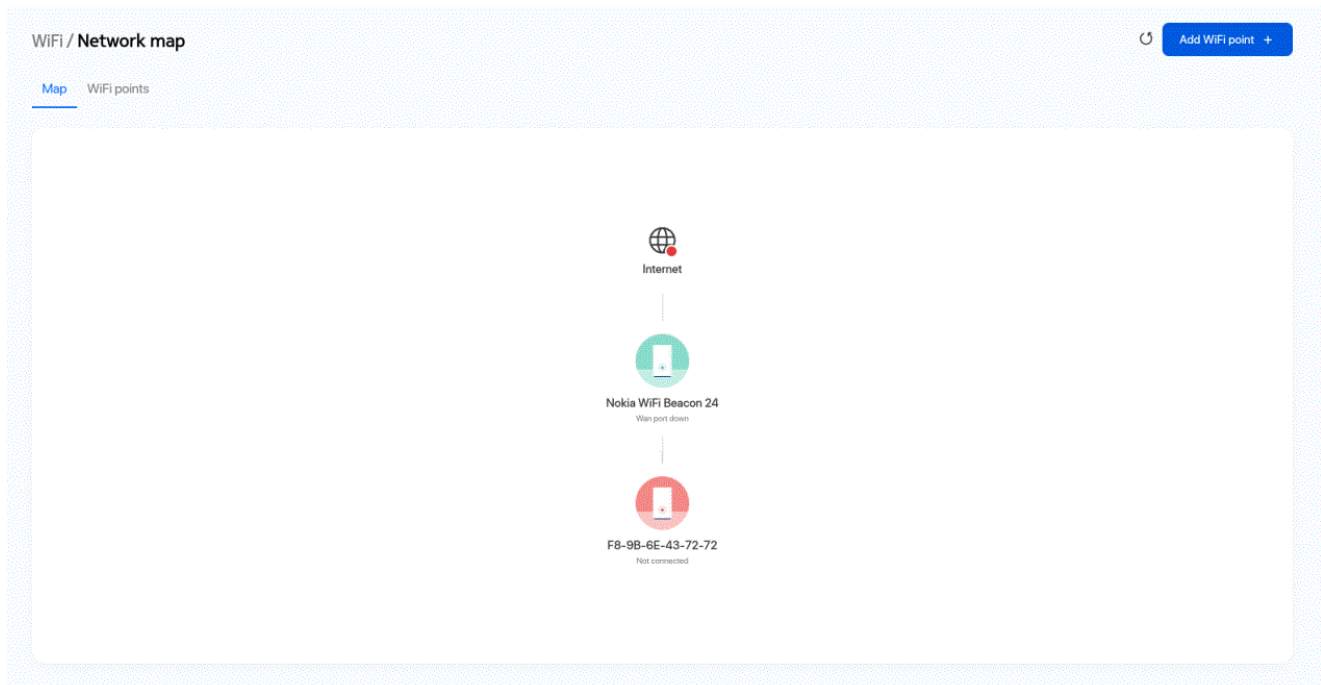 WiFi / Network map
Add WiFi point +
Map WiFi points
Internet
Nokia WiFi Beacon 24
Wan port down
F8-9B-6E-43-72-72
Not connected